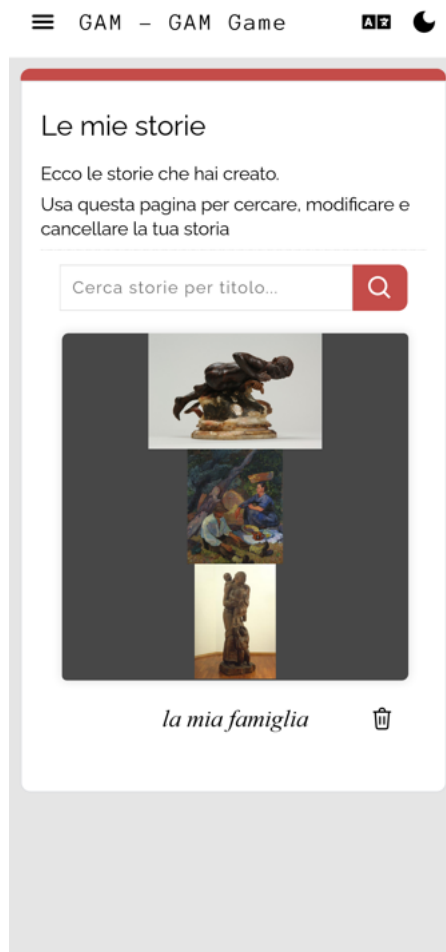 GAM – GAM Game
Le mie storie
Ecco le storie che hai creato.
Usa questa pagina per cercare, modificare e
cancellare la tua storia
Cerca storie per titolo...
la mia famiglia